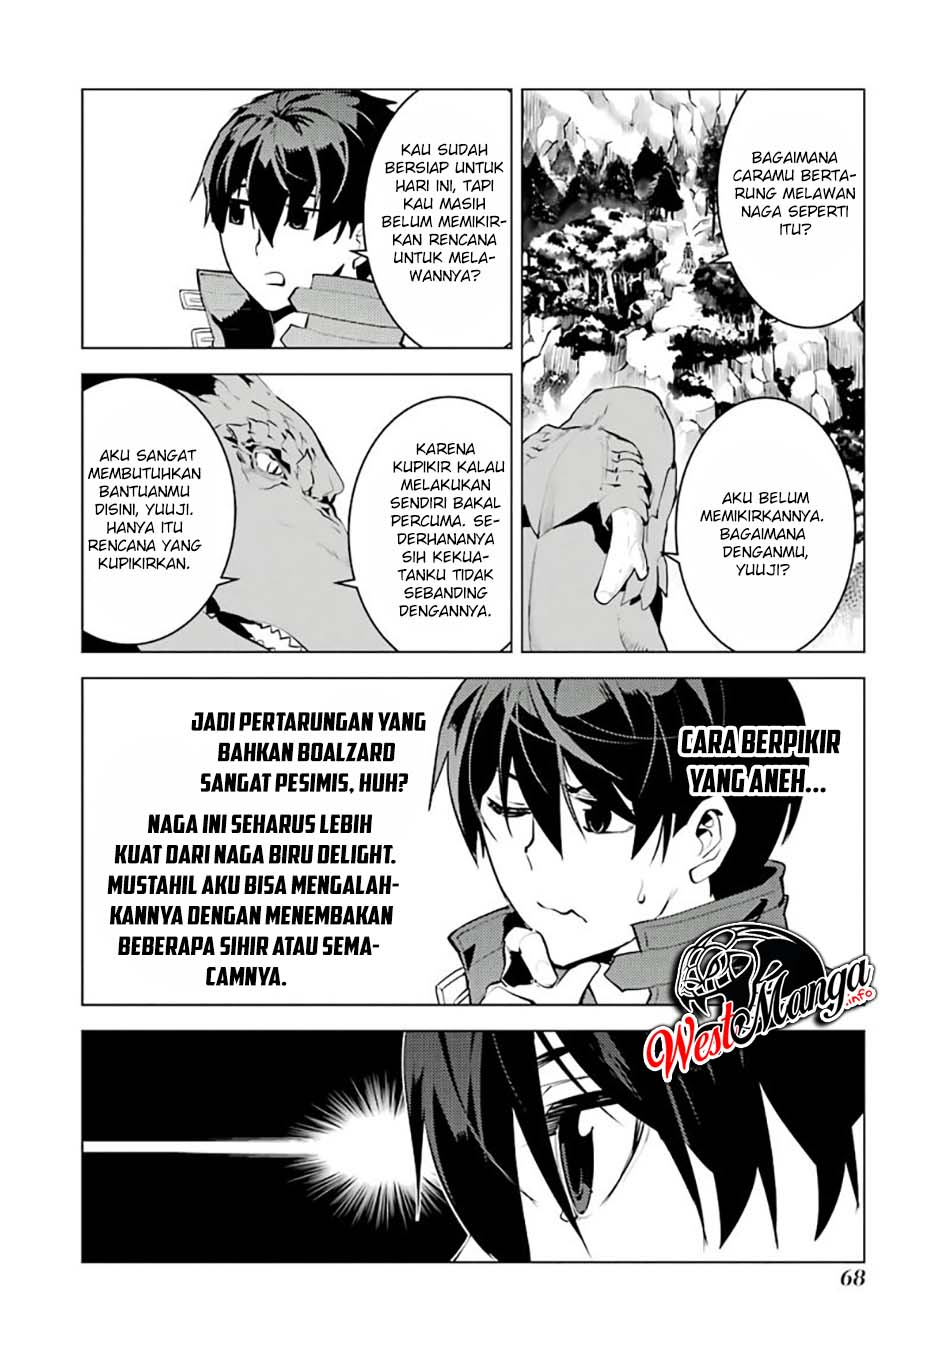 BAGAIMANA
CARAMU BERTA-
RUNG MELAWAN
NAGA SEPERTI
ITU?
AKU BELUM
MEMIKIRKANNYA.
BAGAIMANA
DENGANMU,
YUUJI?
KAU SUDAH
BERSIAP UNTUK
HARI INI, TAPI
KAU MASIH
BELUM MEMIKIR-
KAN RENCANA
UNTUK MELA-
WANNYA?
KARENA
KUPIKIR KALAU
MELAKUKAN
SENDIRI BAKAL
PERCUMA. SE-
DERHANANYA
SIH KEKUA-
TANKU TIDAK
SEBANDING
DENGANNYA.
AKU SANGAT
MEMBUTUHKAN
BANTUANMU
DISINI, YUUJI.
HANYA ITU
RENCANA YANG
KUPIKIRKAN.
CARA BERPIKIR
YANG ANEH...
JADI PERTARUNGAN YANG
BAHKAN BOALZARD
SANGAT PESIMIS, HUH?
NAGA INI SEHARUS LEBIH
KUAT DARI NAGA BIRU DELIGHT.
MUSTAHIL AKU BISA MENGALAH-
KANNYA DENGAN MENEMBAKAN
BEBERAPA SIHIR ATAU SEMA-
CAMNYA.
WestManga
.info
68